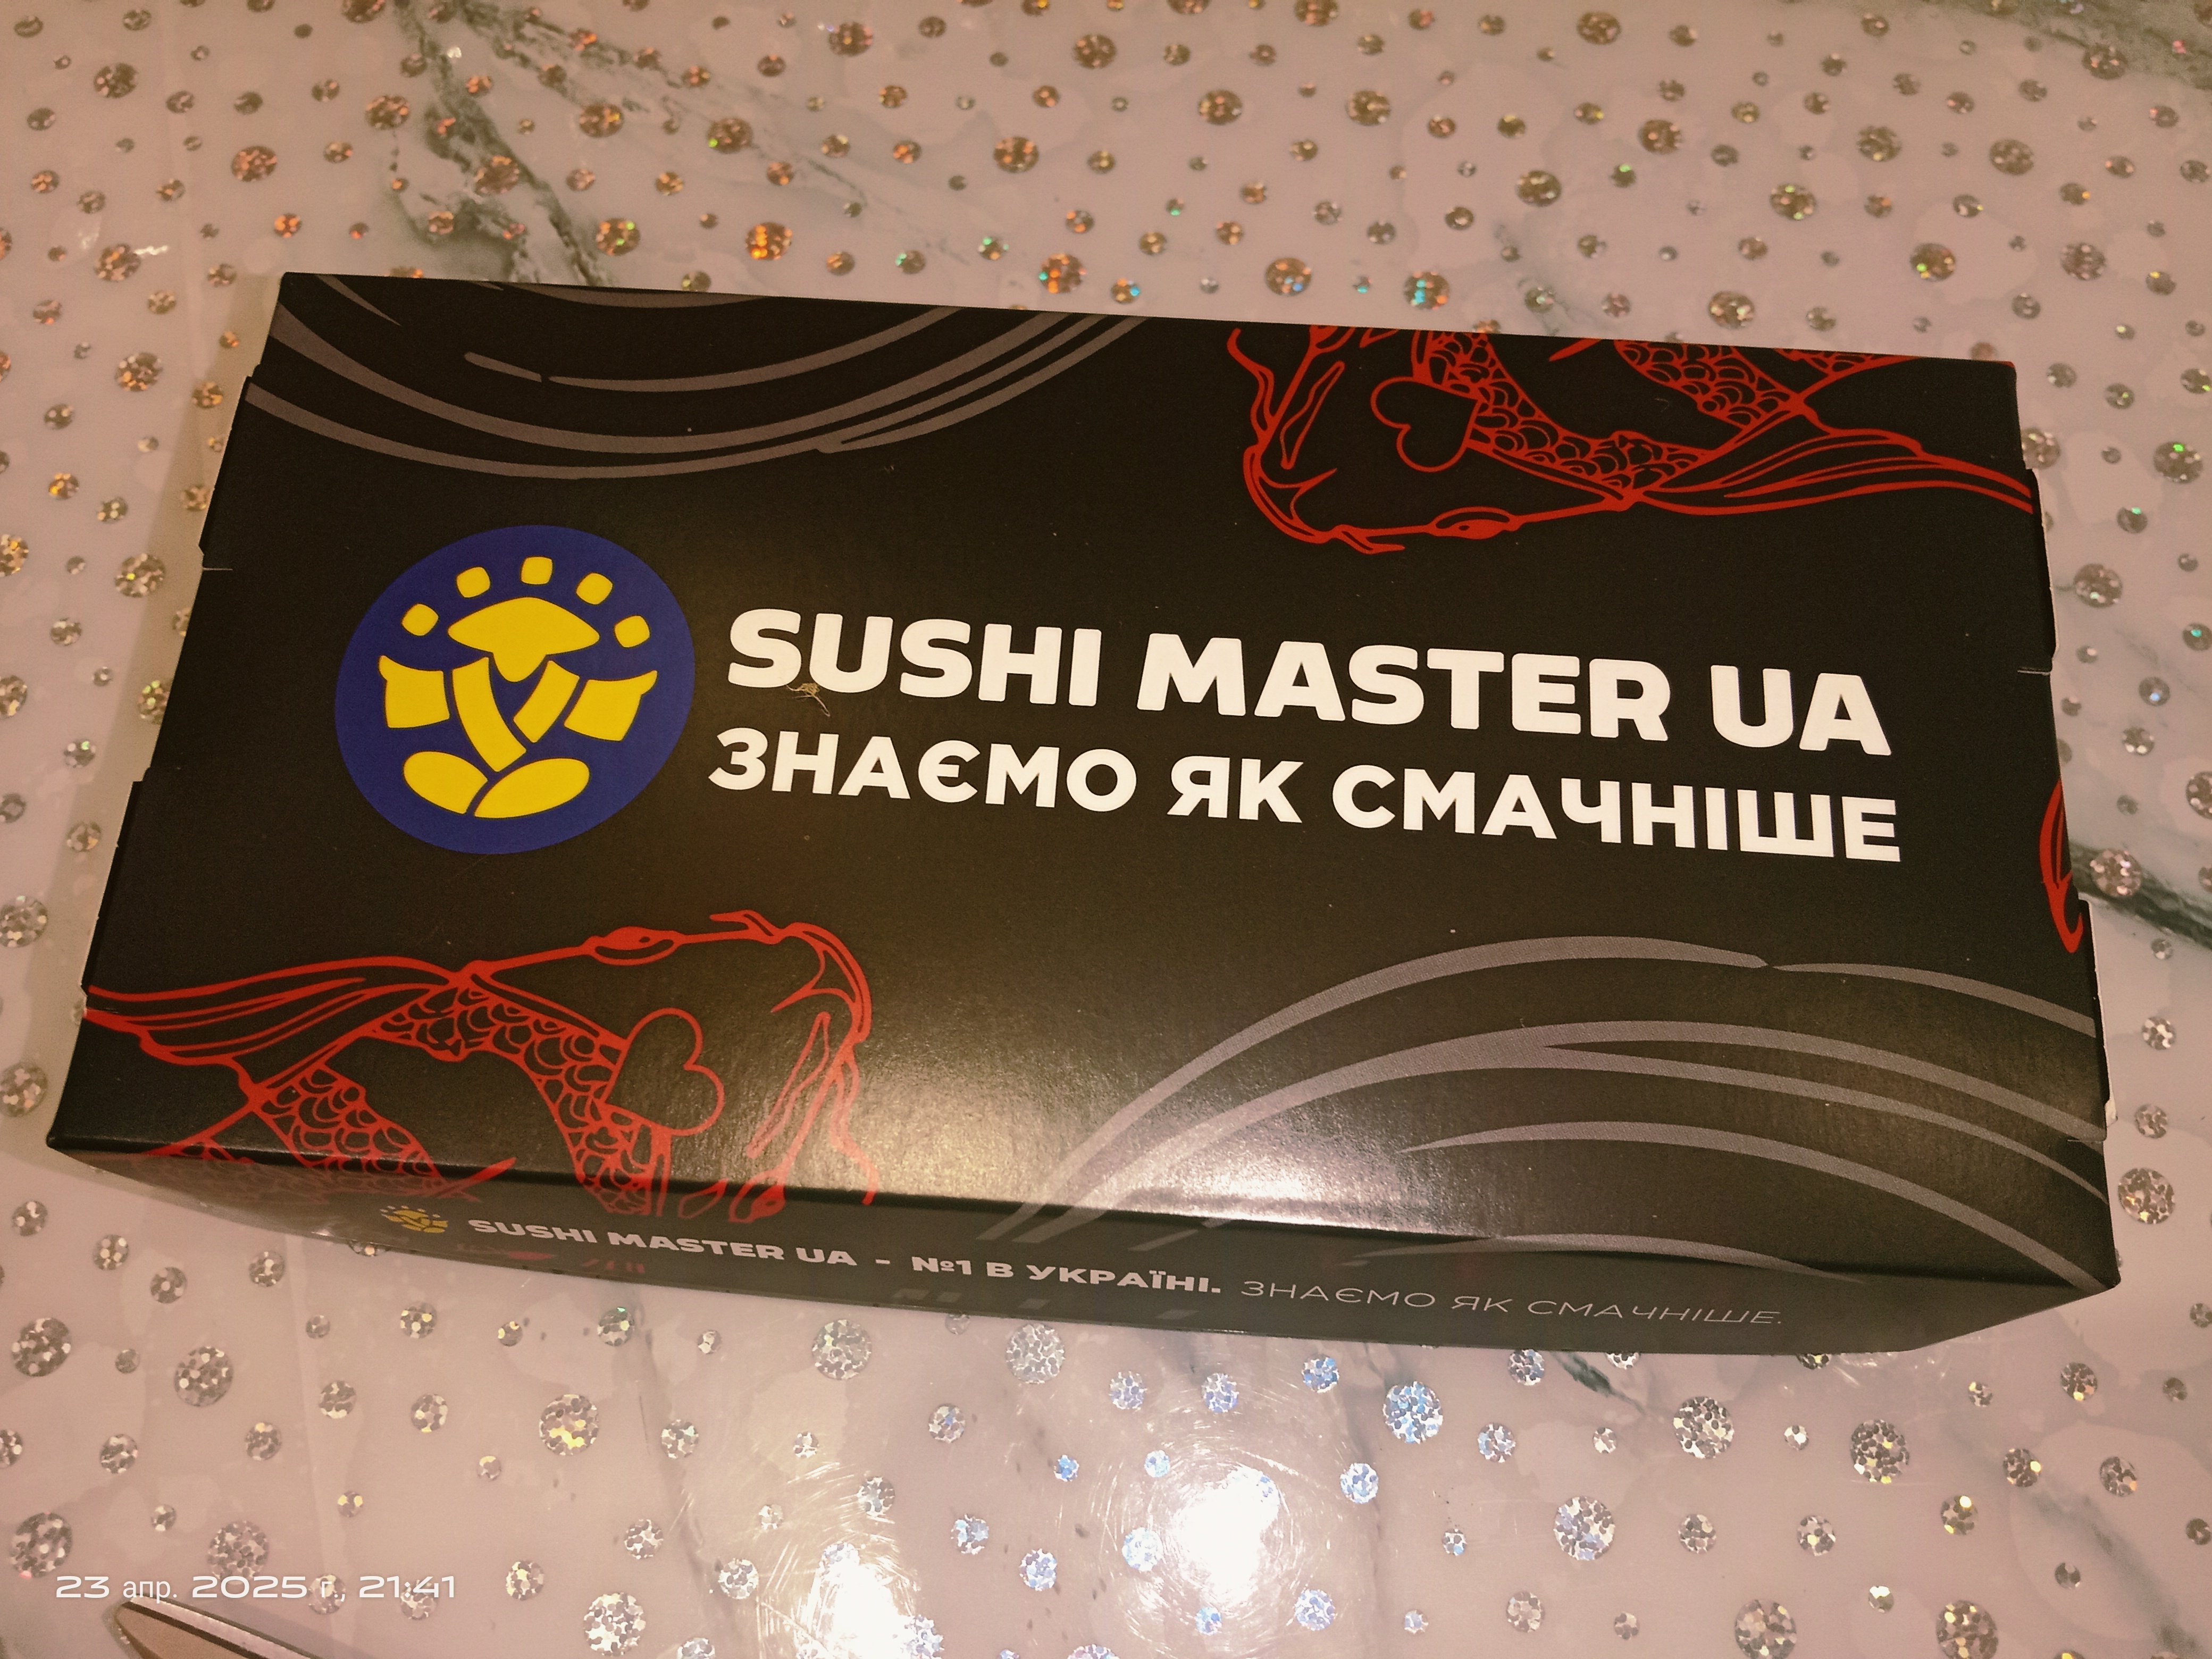 SUSHI MASTER UA
ЗНАЄМО ЯК СМАЧНІШЕ
SUSHI MASTER UA - №1 В УКРАЇНІ. ЗНАЄМО ЯК СМАЧНІШЕ.
23 апр. 2025 г., 21:41